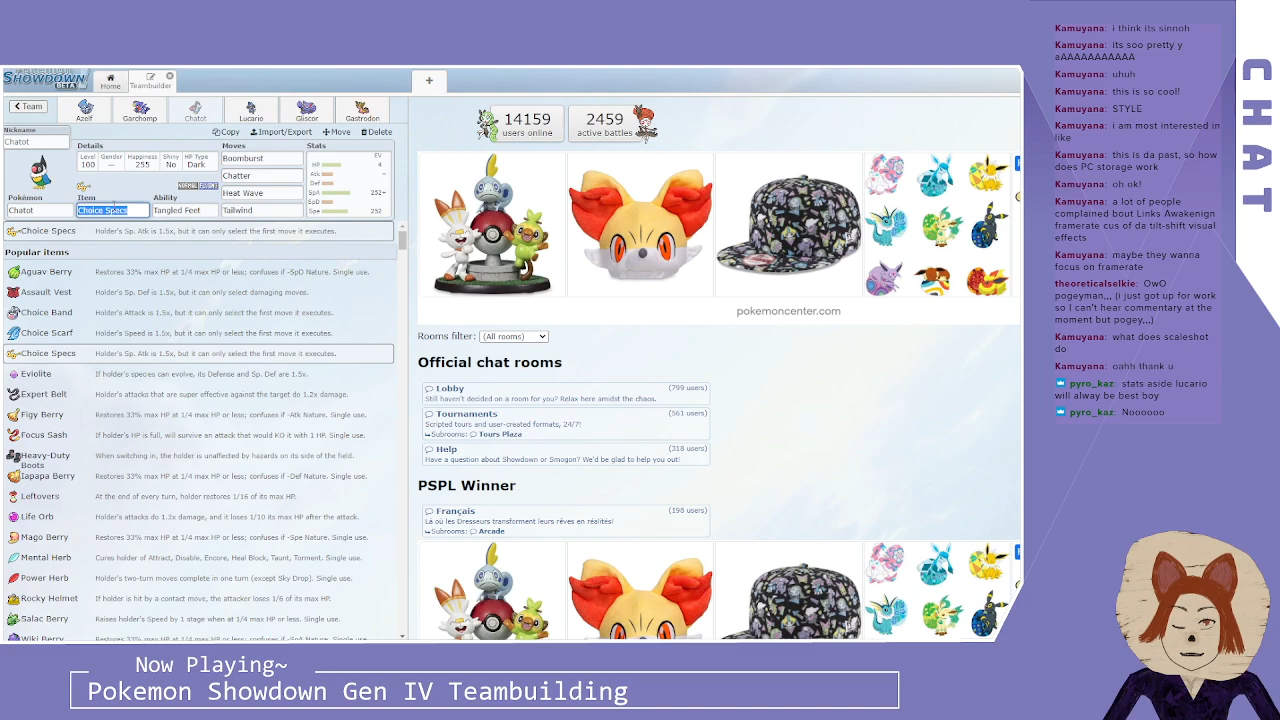 SHOWDOWN
BETA
Home
Teambuilder
+
< Team
Azelf
Garchomp
Chatot
Lucario
Gliscor
Gastrodon
Copy
Import/Export
Move
Delete
Nickname
Chatot
Details
Level
100
Gender
—
Happiness
255
Shiny
No
HP Type
Dark
Moves
Boomburst
Chatter
Heat Wave
Tailwind
Stats
EV
HP 4
Atk
Def
SpA 252+
SpD
Spe 252
NORMAL FLYING
Pokémon
Chatot
Item
Choice Specs
Ability
Tangled Feet
Choice Specs Holder's Sp. Atk is 1.5x, but it can only select the first move it executes.
Popular items
Aguav Berry Restores 33% max HP at 1/4 max HP or less; confuses if -SpD Nature. Single use.
Assault Vest Holder's Sp. Def is 1.5x, but it can only select damaging moves.
Choice Band Holder's Attack is 1.5x, but it can only select the first move it executes.
Choice Scarf Holder's Speed is 1.5x, but it can only select the first move it executes.
Choice Specs Holder's Sp. Atk is 1.5x, but it can only select the first move it executes.
Eviolite If holder's species can evolve, its Defense and Sp. Def are 1.5x.
Expert Belt Holder's attacks that are super effective against the target do 1.2x damage.
Figy Berry Restores 33% max HP at 1/4 max HP or less; confuses if -Atk Nature. Single use.
Focus Sash If holder's HP is full, will survive an attack that would KO it with 1 HP. Single use.
Heavy-Duty Boots When switching in, the holder is unaffected by hazards on its side of the field.
Iapapa Berry Restores 33% max HP at 1/4 max HP or less; confuses if -Def Nature. Single use.
Leftovers At the end of every turn, holder restores 1/16 of its max HP.
Life Orb Holder's attacks do 1.3x damage, and it loses 1/10 its max HP after the attack.
Mago Berry Restores 33% max HP at 1/4 max HP or less; confuses if -Spe Nature. Single use.
Mental Herb Cures holder of Attract, Disable, Encore, Heal Block, Taunt, Torment. Single use.
Power Herb Holder's two-turn moves complete in one turn (except Sky Drop). Single use.
Rocky Helmet If holder is hit by a contact move, the attacker loses 1/6 of its max HP.
Salac Berry Raises holder's Speed by 1 stage when at 1/4 max HP or less. Single use.
Wiki Berry Restores 33% max HP at 1/4 max HP or less; confuses if -SpA Nature. Single use.
14159
users online
2459
active battles
pokemoncenter.com
Rooms filter: (All rooms)
Official chat rooms
Lobby (799 users)
Still haven't decided on a room for you? Relax here amidst the chaos.
Tournaments (561 users)
Scripted tours and user-created formats, 24/7!
Subrooms: Tours Plaza
Help (318 users)
Have a question about Showdown or Smogon? We'd be glad to help you out!
PSPL Winner
Français (198 users)
Là où les Dresseurs transforment leurs rêves en réalités!
Subrooms: Arcade
Kamuyana: i think its sinnoh
Kamuyana: its soo pretty y
aAAAAAAAAAAA
Kamuyana: uhuh
Kamuyana: this is so cool!
Kamuyana: STYLE
Kamuyana: i am most interested in
like
Kamuyana: this is da past, so how
does PC storage work
Kamuyana: oh ok!
Kamuyana: a lot of people
complained bout Links Awakenign
framerate cus of da tilt-shift visual
effects
Kamuyana: maybe they wanna
focus on framerate
theoreticalselkie: OwO
pogeyman,,, (i just got up for work
so I can't hear commentary at the
moment but pogey,,,)
Kamuyana: what does scaleshot
do
Kamuyana: oahh thank u
pyro_kaz: stats aside lucario
will alway be best boy
pyro_kaz: Nooooo
CHAT
Now Playing~
Pokemon Showdown Gen IV Teambuilding